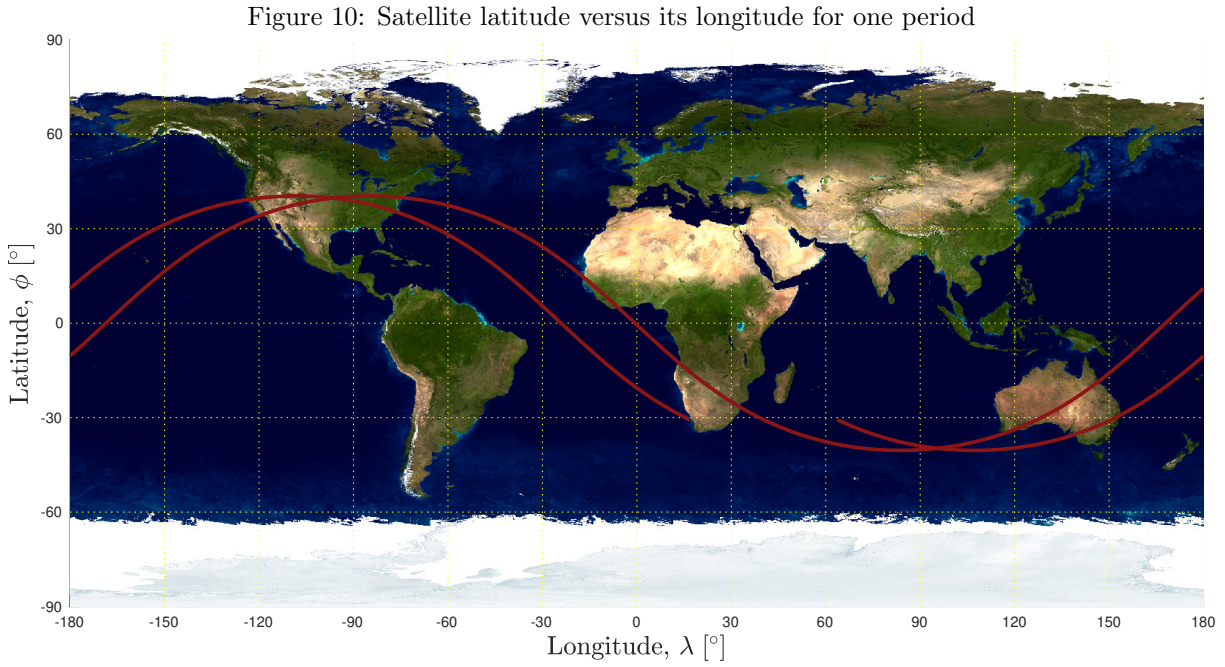 Figure 10: Satellite latitude versus its longitude for one period
90
60
30
0
-30
-60
-90
Latitude, ϕ [°]
-180 -150 -120 -90 -60 -30 0 30 60 90 120 150 180
Longitude, λ [°]